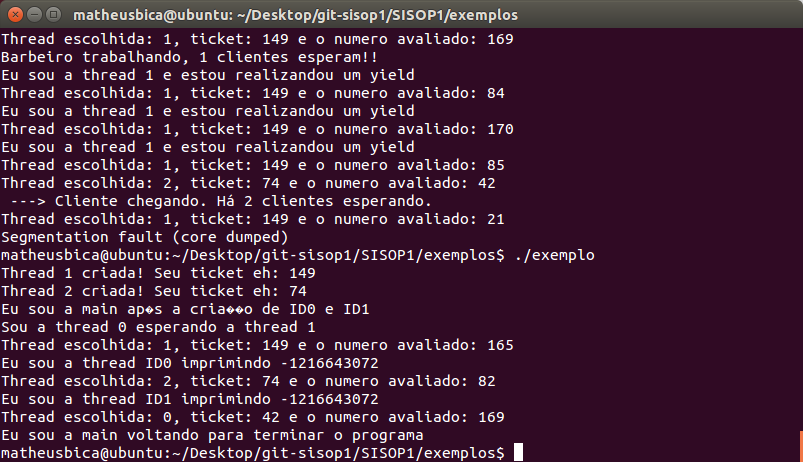 matheusbica@ubuntu: ~/Desktop/git-sisop1/SISOP1/exemplos
Thread escolhida: 1, ticket: 149 e o numero avaliado: 169
Barbeiro trabalhando, 1 clientes esperam!!
Eu sou a thread 1 e estou realizandou um yield
Thread escolhida: 1, ticket: 149 e o numero avaliado: 84
Eu sou a thread 1 e estou realizandou um yield
Thread escolhida: 1, ticket: 149 e o numero avaliado: 170
Eu sou a thread 1 e estou realizandou um yield
Thread escolhida: 1, ticket: 149 e o numero avaliado: 85
Thread escolhida: 2, ticket: 74 e o numero avaliado: 42
---> Cliente chegando. Há 2 clientes esperando.
Thread escolhida: 1, ticket: 149 e o numero avaliado: 21
Segmentation fault (core dumped)
matheusbica@ubuntu:~/Desktop/git-sisop1/SISOP1/exemplos$ ./exemplo
Thread 1 criada! Seu ticket eh: 149
Thread 2 criada! Seu ticket eh: 74
Eu sou a main ap�s a cria��o de ID0 e ID1
Sou a thread 0 esperando a thread 1
Thread escolhida: 1, ticket: 149 e o numero avaliado: 165
Eu sou a thread ID0 imprimindo -1216643072
Thread escolhida: 2, ticket: 74 e o numero avaliado: 82
Eu sou a thread ID1 imprimindo -1216643072
Thread escolhida: 0, ticket: 42 e o numero avaliado: 169
Eu sou a main voltando para terminar o programa
matheusbica@ubuntu:~/Desktop/git-sisop1/SISOP1/exemplos$